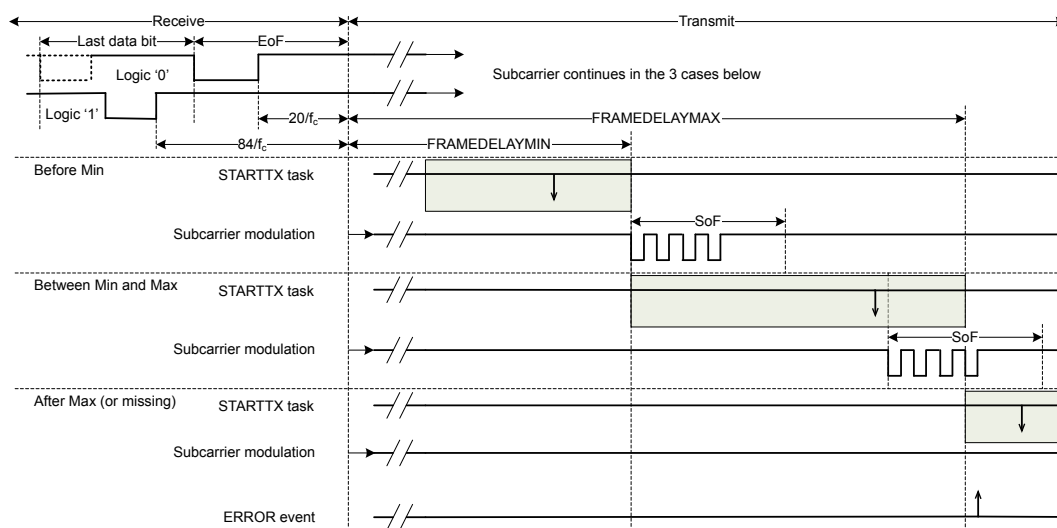 Receive
Transmit
Last data bit
EoF
Logic ‘0’
Subcarrier continues in the 3 cases below
Logic ‘1’
20/fc
FRAMEDELAYMAX
84/fc
FRAMEDELAYMIN
Before Min
STARTTX task
SoF
Subcarrier modulation
Between Min and Max
STARTTX task
SoF
Subcarrier modulation
After Max (or missing)
STARTTX task
Subcarrier modulation
ERROR event